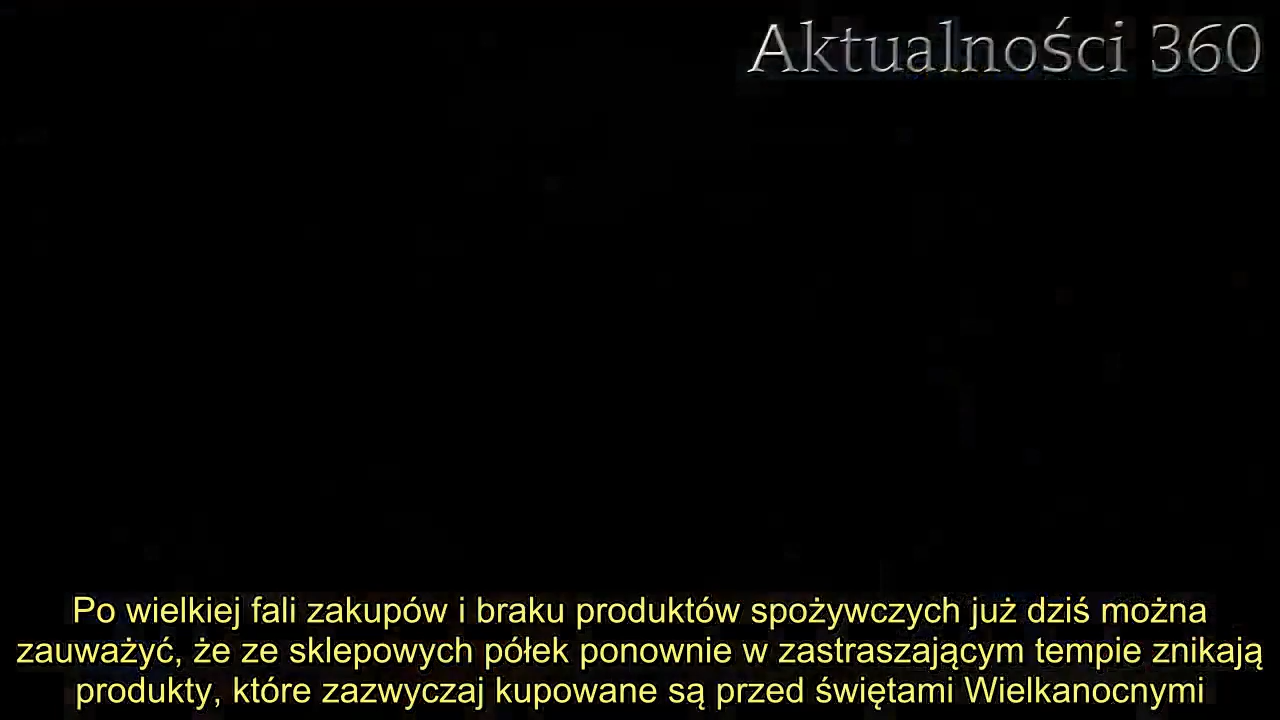 Aktualności 360
Po wielkiej fali zakupów i braku produktów spożywczych już dziś można
zauważyć, że ze sklepowych półek ponownie w zastraszającym tempie znikają
produkty, które zazwyczaj kupowane są przed świętami Wielkanocnymi